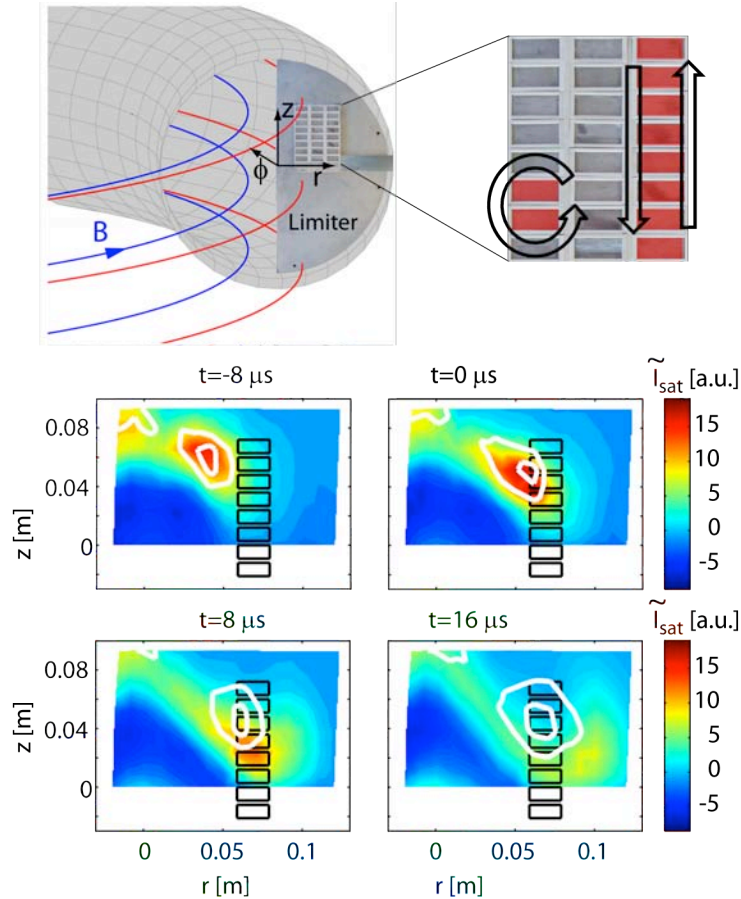 z
ϕ
r
B
Limiter
t=-8 μs
t=0 μs
Ĩsat [a.u.]
0.08
0.04
0
z [m]
15
10
5
0
-5
t=8 μs
t=16 μs
Ĩsat [a.u.]
0.08
0.04
0
z [m]
15
10
5
0
-5
0
0.05
0.1
0
0.05
0.1
r [m]
r [m]